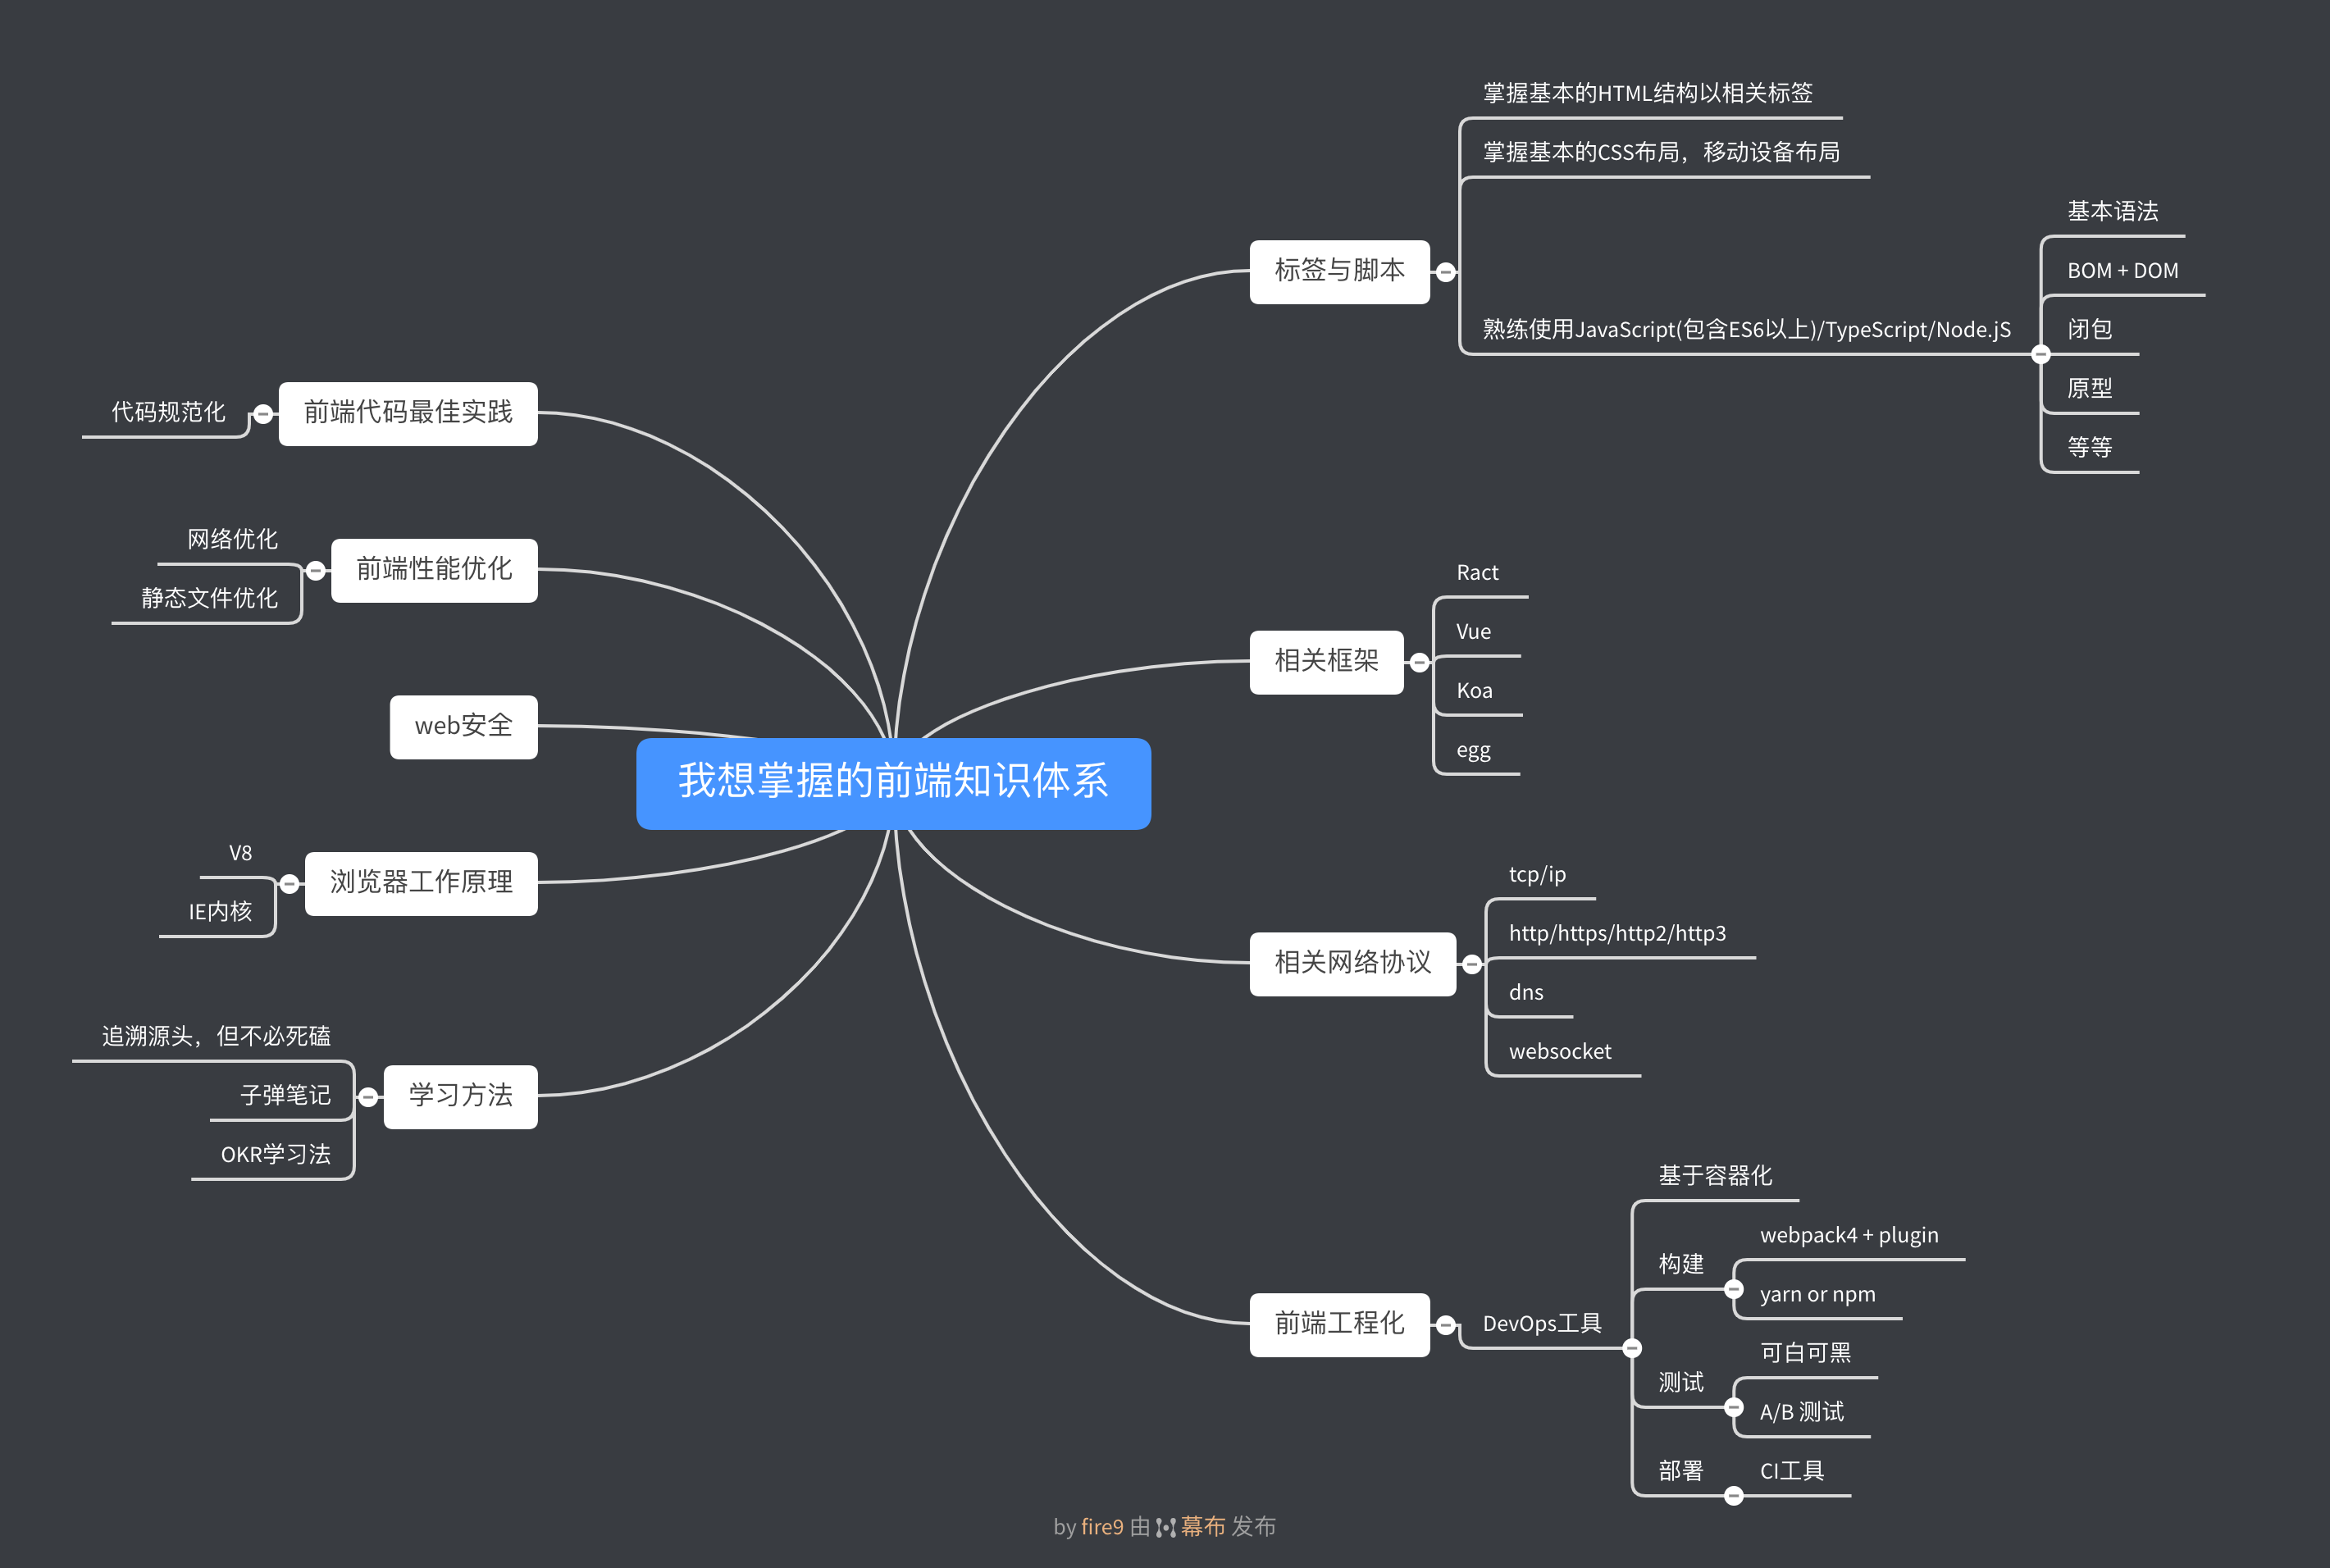 我想掌握的前端知识体系
标签与脚本
掌握基本的HTML结构以相关标签
掌握基本的CSS布局，移动设备布局
熟练使用JavaScript(包含ES6以上)/TypeScript/Node.jS
基本语法
BOM + DOM
闭包
原型
等等
相关框架
Ract
Vue
Koa
egg
相关网络协议
tcp/ip
http/https/http2/http3
dns
websocket
前端工程化
DevOps工具
基于容器化
构建
webpack4 + plugin
yarn or npm
测试
可白可黑
A/B 测试
部署
CI工具
前端代码最佳实践
代码规范化
前端性能优化
网络优化
静态文件优化
web安全
浏览器工作原理
V8
IE内核
学习方法
追溯源头，但不必死磕
子弹笔记
OKR学习法
by fire9 由 幕布 发布